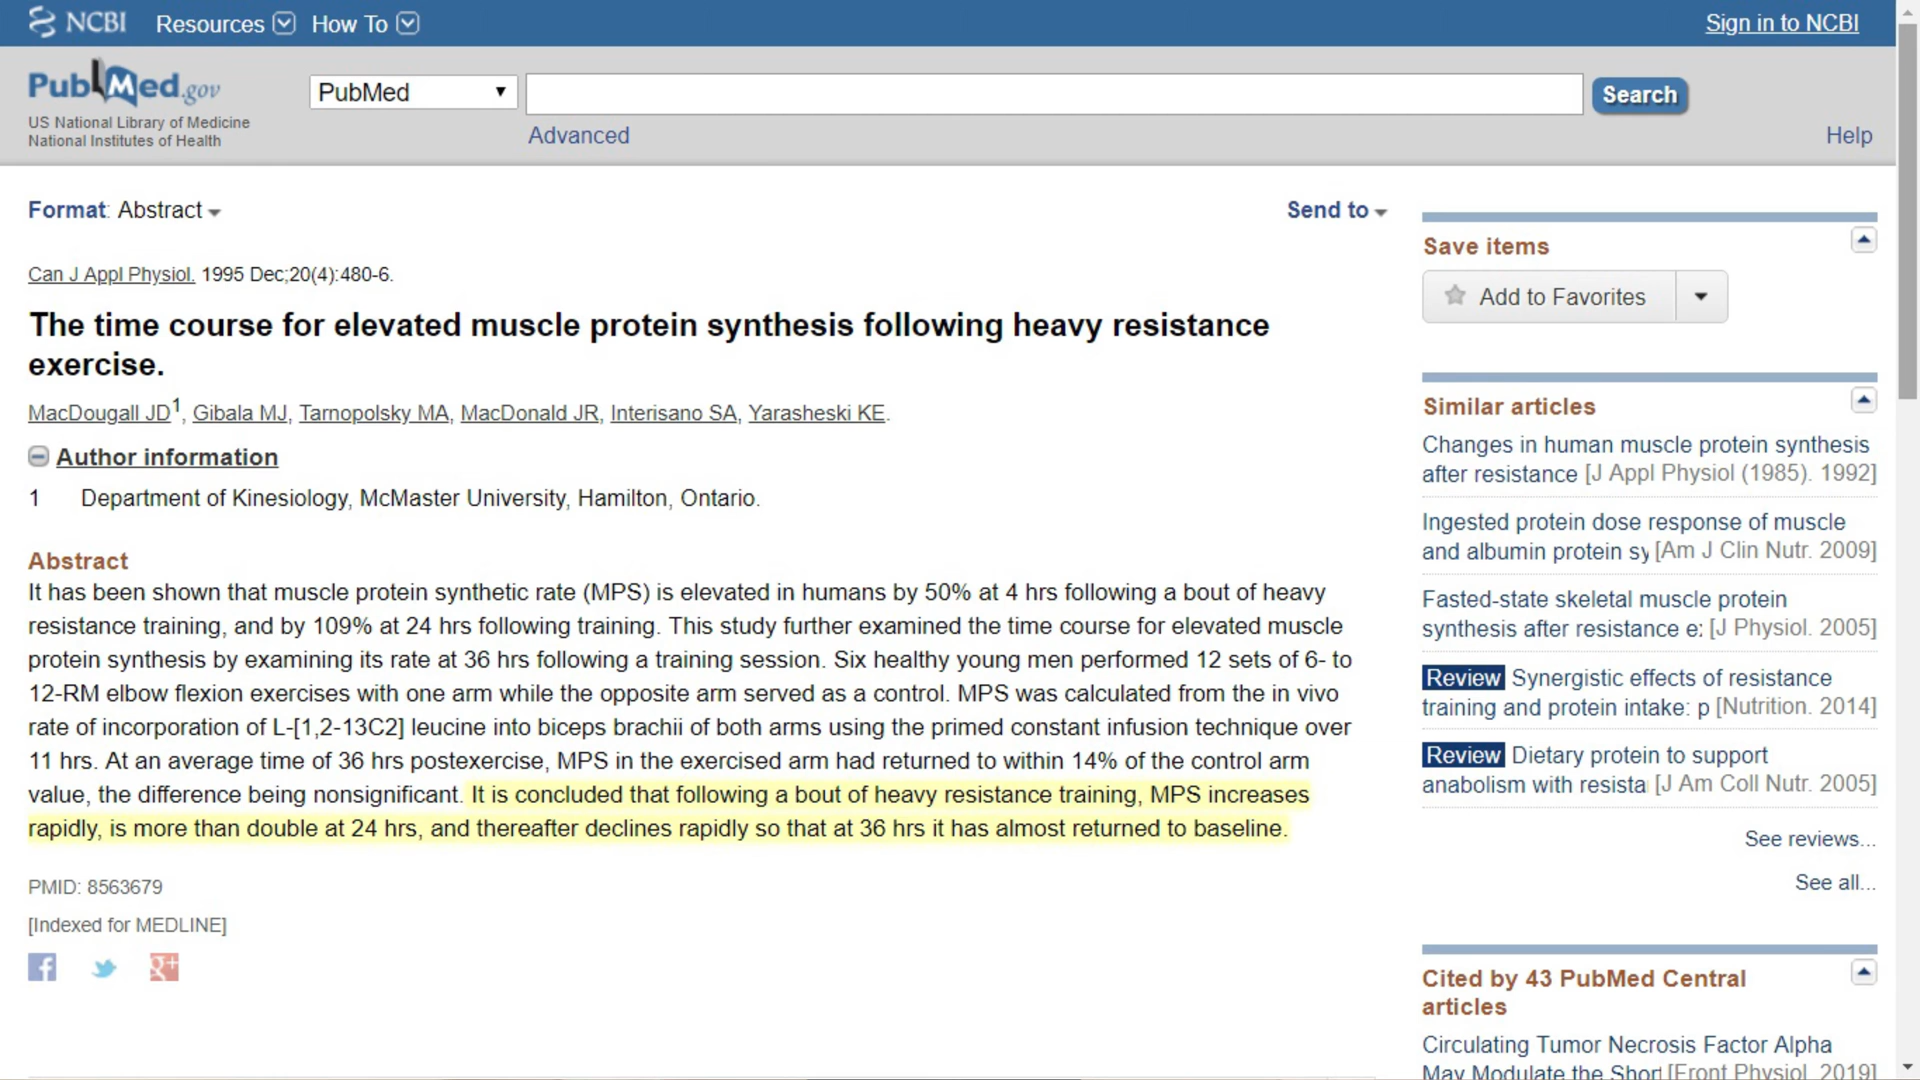 NCBI Resources How To Sign in to NCBI
PubMed.gov
US National Library of Medicine
National Institutes of Health
PubMed
Search
Advanced
Help
Format: Abstract
Send to
Can J Appl Physiol. 1995 Dec;20(4):480-6.
The time course for elevated muscle protein synthesis following heavy resistance
exercise.
MacDougall JD1, Gibala MJ, Tarnopolsky MA, MacDonald JR, Interisano SA, Yarasheski KE.
Author information
1 Department of Kinesiology, McMaster University, Hamilton, Ontario.
Abstract
It has been shown that muscle protein synthetic rate (MPS) is elevated in humans by 50% at 4 hrs following a bout of heavy
resistance training, and by 109% at 24 hrs following training. This study further examined the time course for elevated muscle
protein synthesis by examining its rate at 36 hrs following a training session. Six healthy young men performed 12 sets of 6- to
12-RM elbow flexion exercises with one arm while the opposite arm served as a control. MPS was calculated from the in vivo
rate of incorporation of L-[1,2-13C2] leucine into biceps brachii of both arms using the primed constant infusion technique over
11 hrs. At an average time of 36 hrs postexercise, MPS in the exercised arm had returned to within 14% of the control arm
value, the difference being nonsignificant. It is concluded that following a bout of heavy resistance training, MPS increases
rapidly, is more than double at 24 hrs, and thereafter declines rapidly so that at 36 hrs it has almost returned to baseline.
PMID: 8563679
[Indexed for MEDLINE]
f
g+
Save items
Add to Favorites
Similar articles
Changes in human muscle protein synthesis
after resistance [J Appl Physiol (1985). 1992]
Ingested protein dose response of muscle
and albumin protein sy [Am J Clin Nutr. 2009]
Fasted-state skeletal muscle protein
synthesis after resistance e: [J Physiol. 2005]
Review Synergistic effects of resistance
training and protein intake: p [Nutrition. 2014]
Review Dietary protein to support
anabolism with resista [J Am Coll Nutr. 2005]
See reviews...
See all...
Cited by 43 PubMed Central
articles
Circulating Tumor Necrosis Factor Alpha
May Modulate the Short [Front Physiol. 2019]